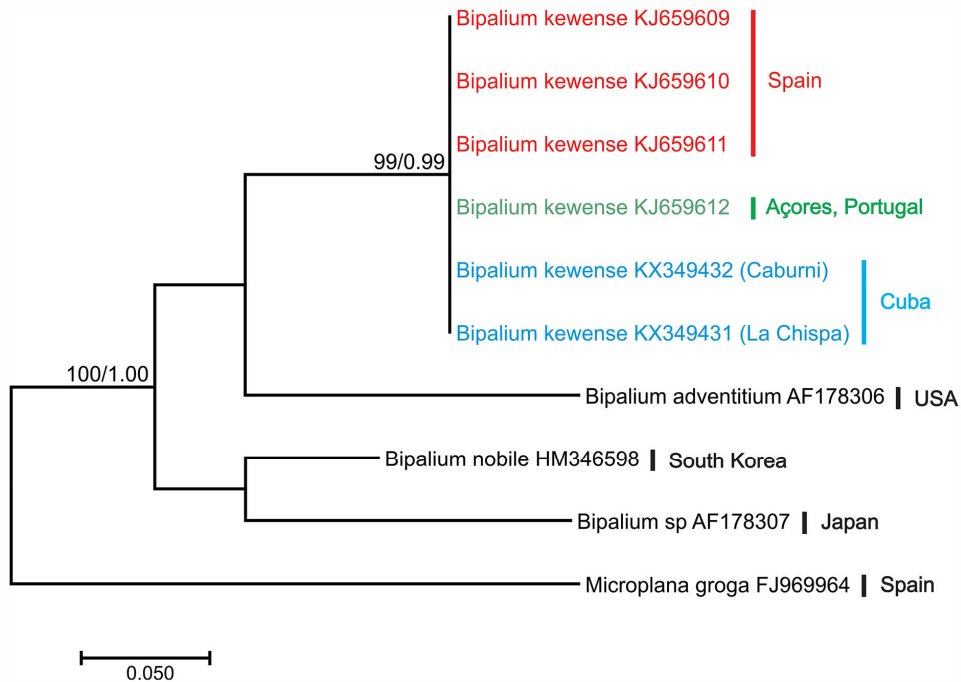 Bipalium kewense KJ659609
Bipalium kewense KJ659610
Spain
Bipalium kewense KJ659611
99/0.99
Bipalium kewense KJ659612
Açores, Portugal
Bipalium kewense KX349432 (Caburni)
Cuba
Bipalium kewense KX349431 (La Chispa)
100/1.00
Bipalium adventitium AF178306
USA
Bipalium nobile HM346598
South Korea
Bipalium sp AF178307
Japan
Microplana groga FJ969964
Spain
0.050